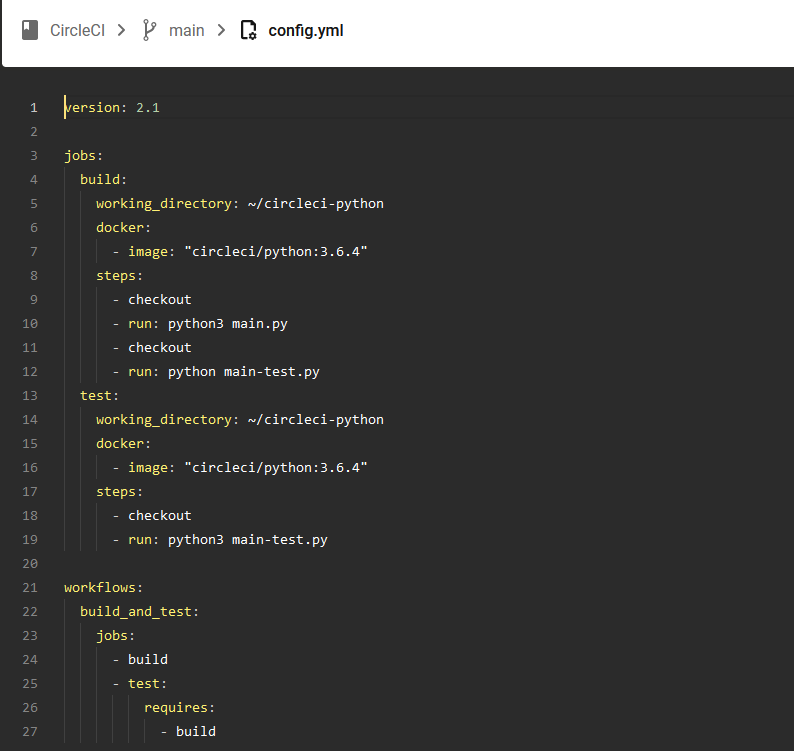 CircleCI > main > config.yml
1 version: 2.1
2
3 jobs:
4   build:
5     working_directory: ~/circleci-python
6     docker:
7       - image: "circleci/python:3.6.4"
8     steps:
9       - checkout
10       - run: python3 main.py
11       - checkout
12       - run: python main-test.py
13   test:
14     working_directory: ~/circleci-python
15     docker:
16       - image: "circleci/python:3.6.4"
17     steps:
18       - checkout
19       - run: python3 main-test.py
20
21 workflows:
22   build_and_test:
23     jobs:
24       - build
25       - test:
26           requires:
27             - build